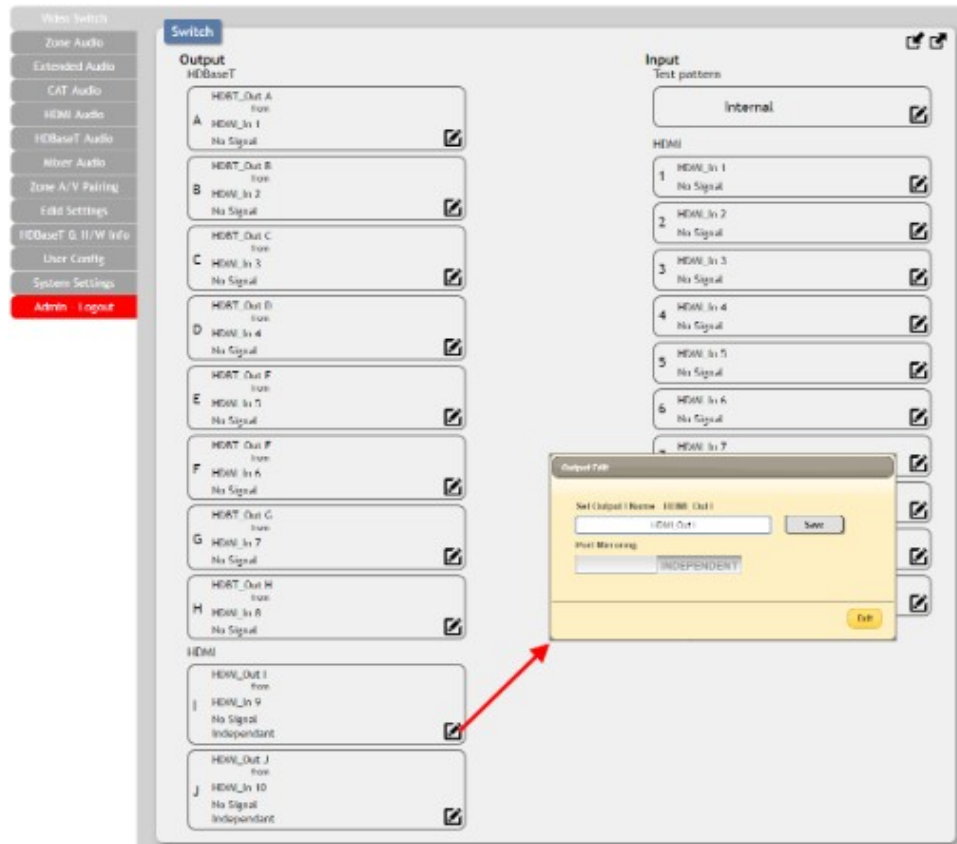 Video Switch
Zone Audio
Extended Audio
CAT Audio
HDMI Audio
HDBaseT Audio
Mixer Audio
Zone A/V Pairing
Edid Settings
HDBaseT & H/W Info
User Config
System Settings
Admin Logout
Switch
Output
HDBaseT
HDBT_Out A
from
A
HDMI_In 1
No Signal
HDBT_Out B
from
B
HDMI_In 2
No Signal
HDBT_Out C
from
C
HDMI_In 3
No Signal
HDBT_Out D
from
D
HDMI_In 4
No Signal
HDBT_Out E
from
E
HDMI_In 5
No Signal
HDBT_Out F
from
F
HDMI_In 6
No Signal
HDBT_Out G
from
G
HDMI_In 7
No Signal
HDBT_Out H
from
H
HDMI_In 8
No Signal
HDMI
HDMI_Out I
from
I
HDMI_In 9
No Signal
Independant
HDMI_Out J
from
J
HDMI_In 10
No Signal
Independant
Input
Test pattern
Internal
HDMI
1 HDMI_In 1
No Signal
2 HDMI_In 2
No Signal
3 HDMI_In 3
No Signal
4 HDMI_In 4
No Signal
5 HDMI_In 5
No Signal
6 HDMI_In 6
No Signal
HDMI_In 7
Output Edit
Set Output I Name HDMI_Out I
HDMI_Out I
Save
Port Mirroring
INDEPENDENT
Exit